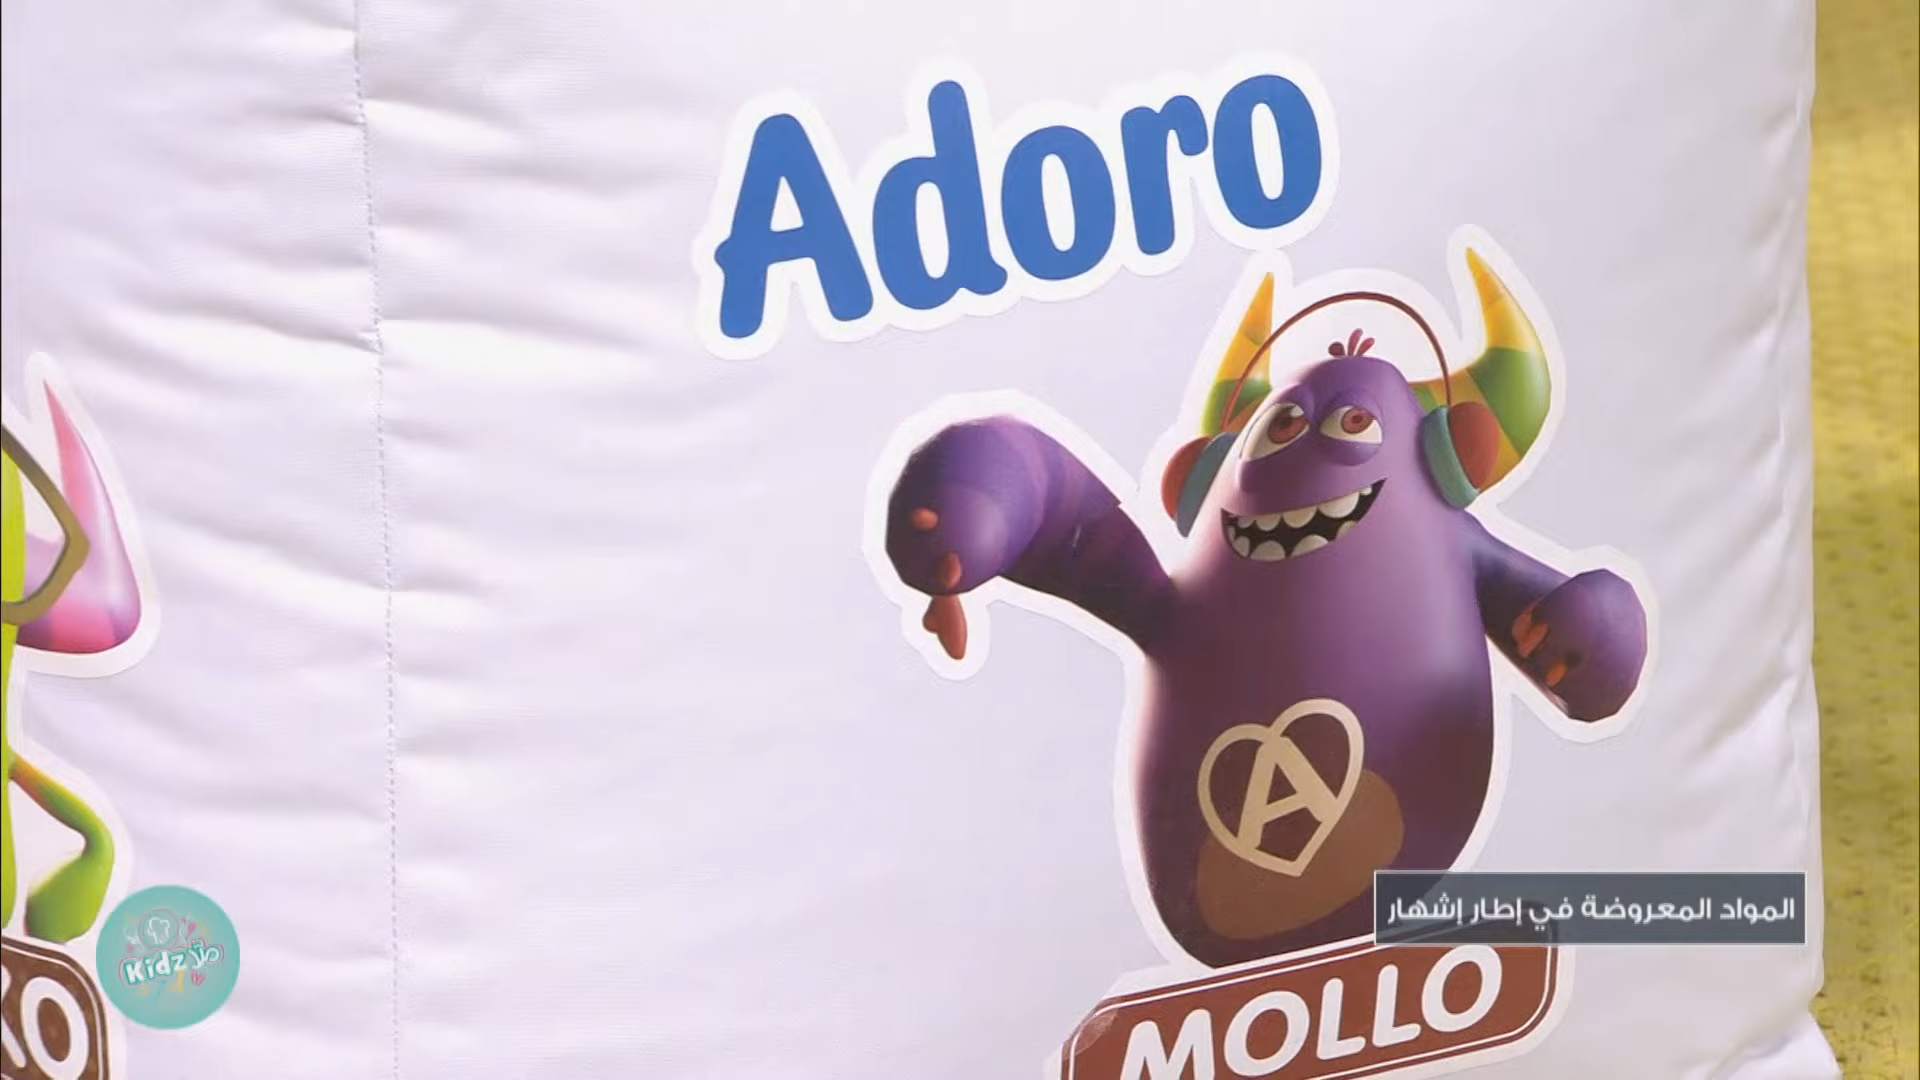 Adoro
A
المواد المعروضة في إطار إشهار
Kidz
MOLLO